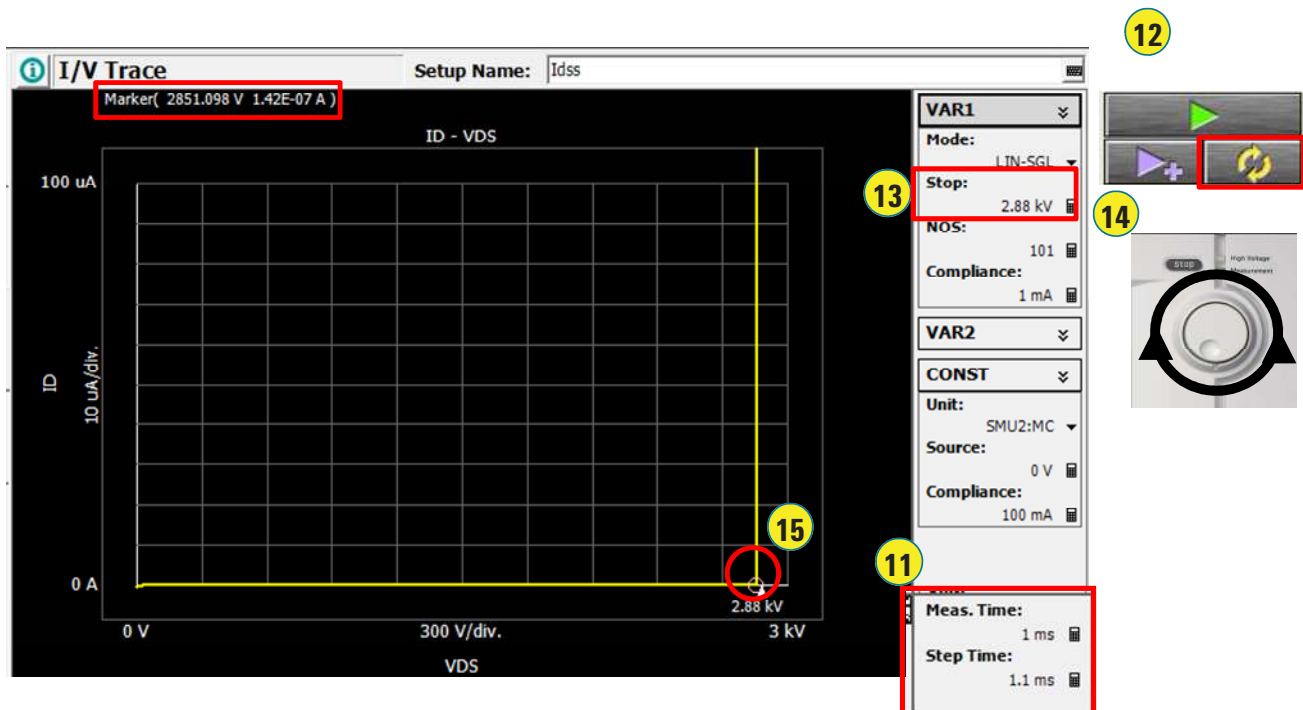 12
I/V Trace
Setup Name: Idss
Marker( 2851.098 V 1.42E-07 A )
ID - VDS
100 uA
ID
10 uA/div.
0 A
2.88 kV
0 V
300 V/div.
3 kV
VDS
15
VAR1
Mode:
LIN-SGL
13
Stop:
2.88 kV
NOS:
101
Compliance:
1 mA
VAR2
CONST
Unit:
SMU2:MC
Source:
0 V
Compliance:
100 mA
11
Meas. Time:
1 ms
Step Time:
1.1 ms
14
Stop
High Voltage
Measurement